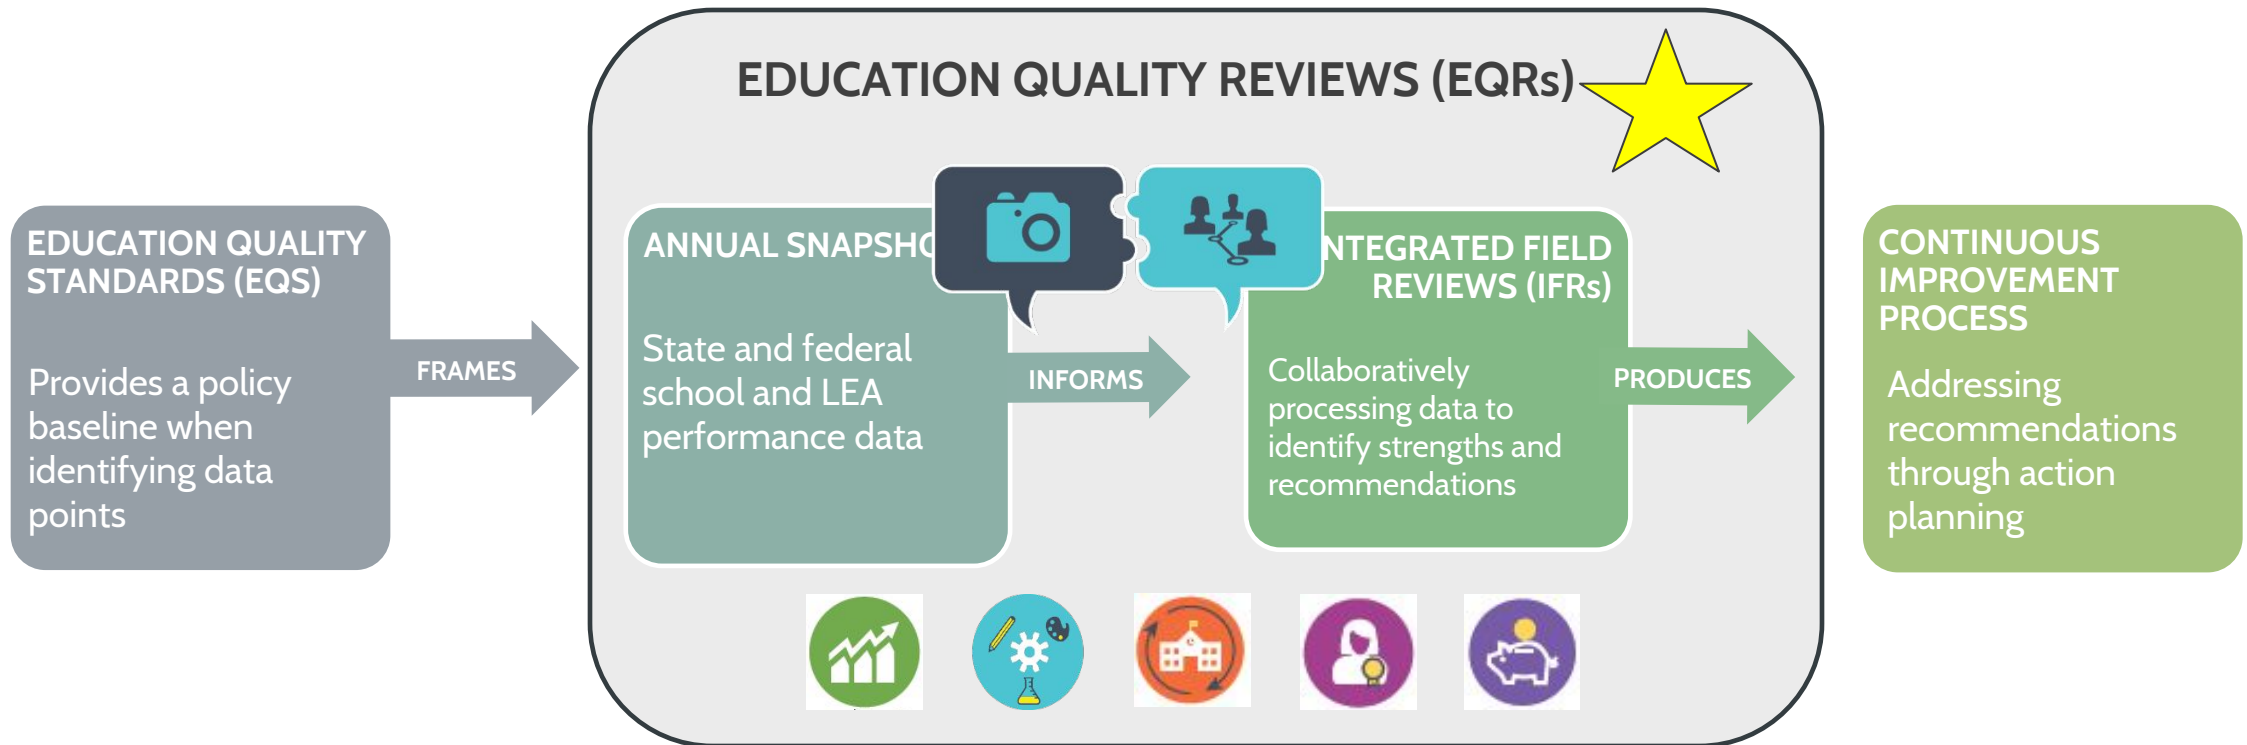 EDUCATION QUALITY REVIEWS (EQRs)
EDUCATION QUALITY
STANDARDS (EQS)
Provides a policy
baseline when
identifying data
points
FRAMES
ANNUAL SNAPSHO
State and federal
school and LEA
performance data
INFORMS
NTEGRATED FIELD
REVIEWS (IFRs)
Collaboratively
processing data to
identify strengths and
recommendations
PRODUCES
CONTINUOUS
IMPROVEMENT
PROCESS
Addressing
recommendations
through action
planning